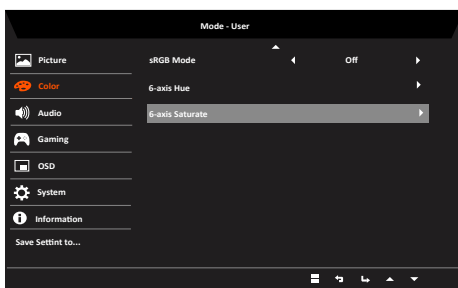 Mode - User
Picture
Color
Audio
Gaming
OSD
System
Information
Save Settint to...
sRGB Mode Off
6-axis Hue
6-axis Saturate